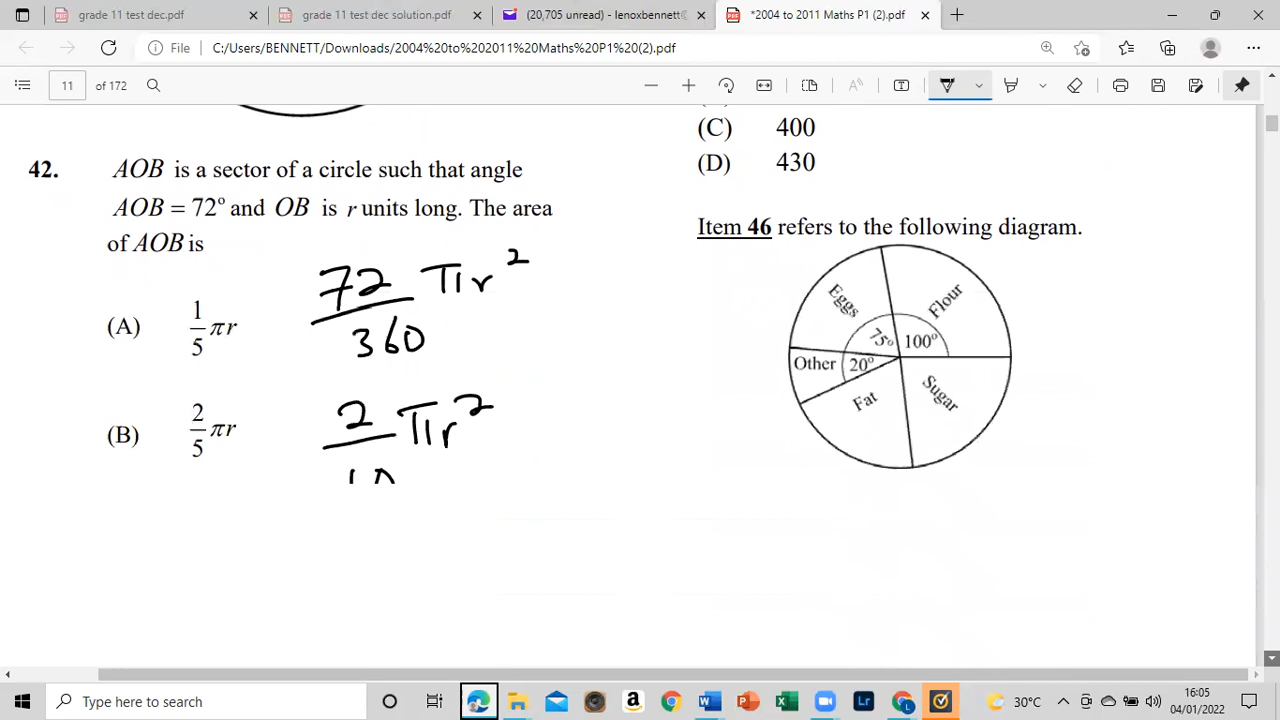 grade 11 test dec.pdf
grade 11 test dec solution.pdf
(20,705 unread) - lenoxbennett@
*2004 to 2011 Maths P1 (2).pdf
File
C:/Users/BENNETT/Downloads/2004%20to%202011%20Maths%20P1%20(2).pdf
11 of 172
42. AOB is a sector of a circle such that angle
AOB = 72° and OB is r units long. The area
of AOB is
(A) 1/5 πr
(B) 2/5 πr
72/360 πr²
2/10 πr²
(C) 400
(D) 430
Item 46 refers to the following diagram.
Eggs
Flour
75°
100°
Other
20°
Fat
Sugar
Type here to search
30°C
16:05
04/01/2022